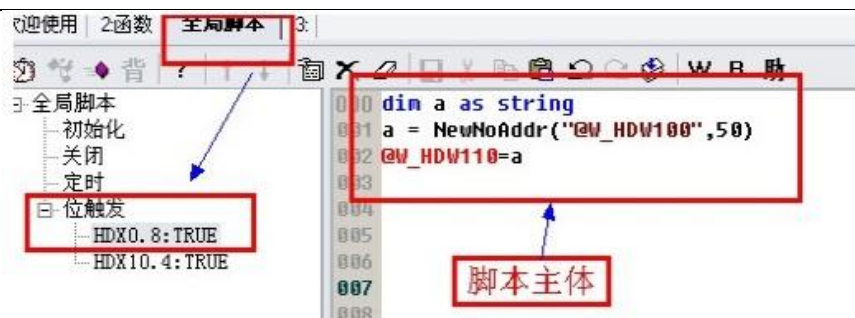 欢迎使用 2:函数 全局脚本 3:
背 ? W B 助
全局脚本
初始化
关闭
定时
位触发
HDX0.8:TRUE
HDX10.4:TRUE
000 dim a as string
001 a = NewNoAddr("@W_HDW100",50)
002 @W_HDW110=a
003
004
005
006
007
008
脚本主体